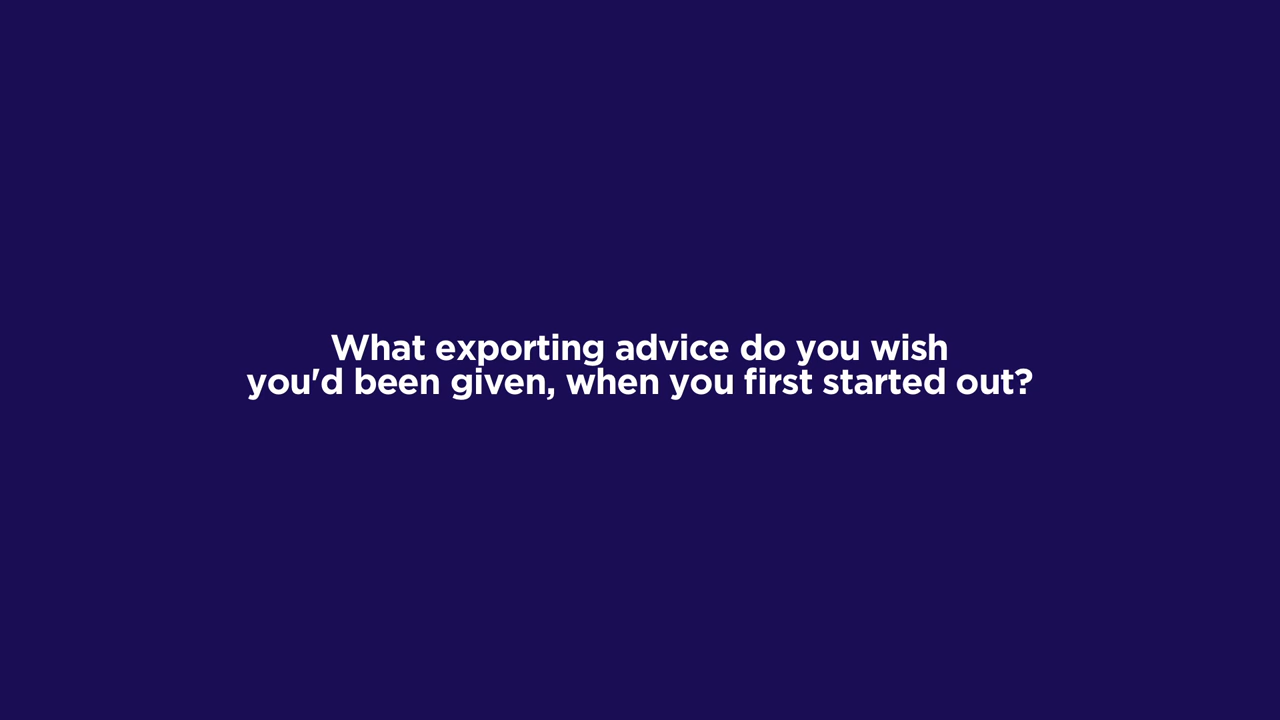 What exporting advice do you wish
you'd been given, when you first started out?